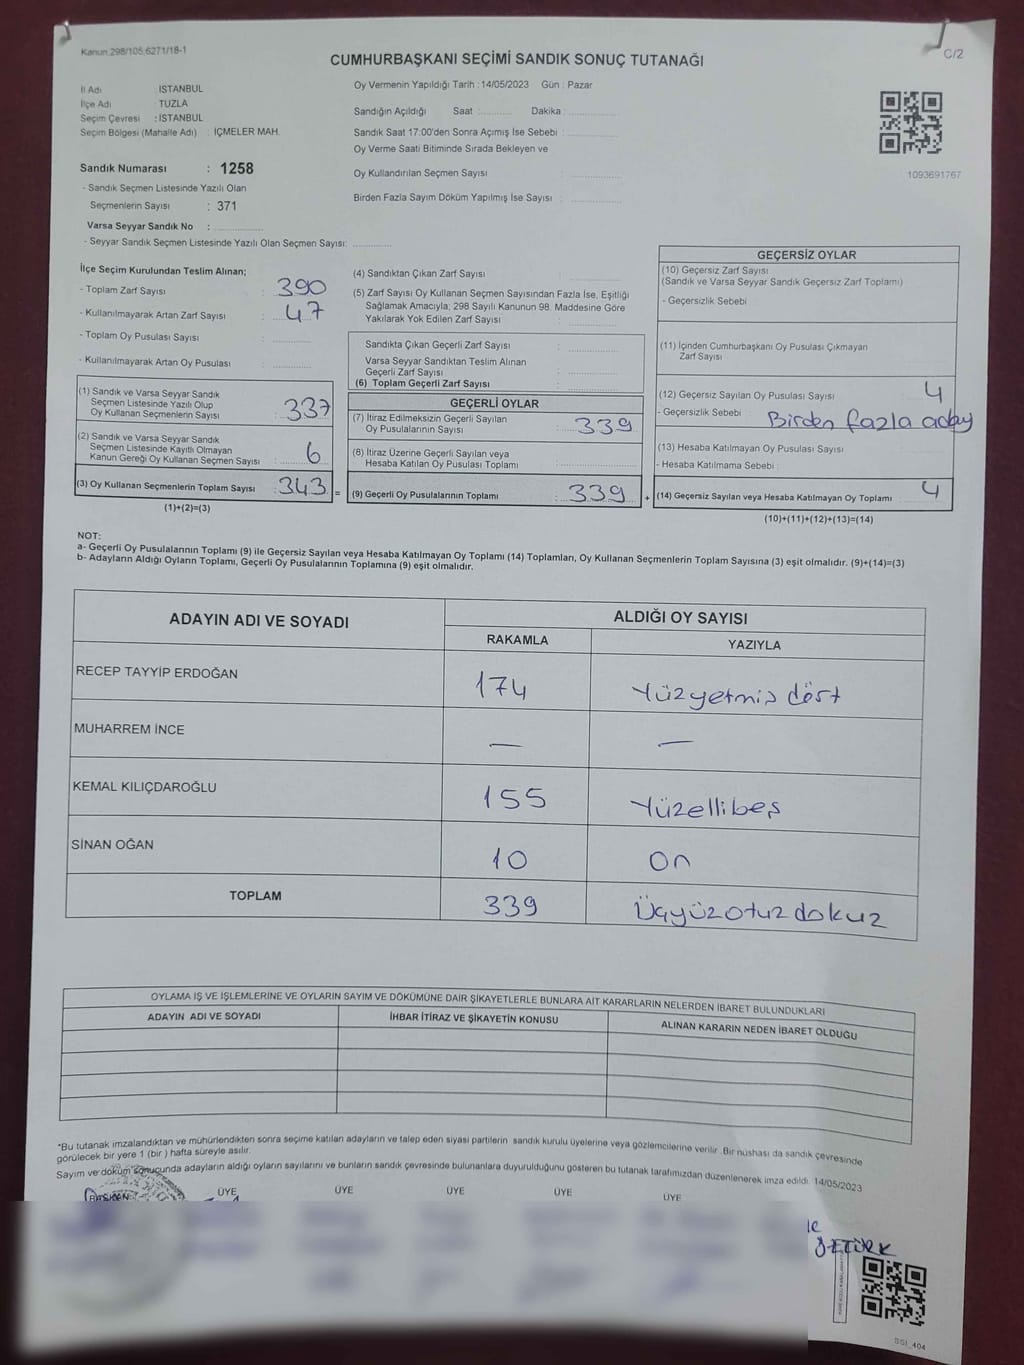 Kanun 298/105,6271/18-1
C/2
CUMHURBAŞKANI SEÇİMİ SANDIK SONUÇ TUTANAĞI
İl Adı : İSTANBUL
İlçe Adı : TUZLA
Seçim Çevresi : İSTANBUL
Seçim Bölgesi (Mahalle Adı) : İÇMELER MAH.
Sandık Numarası : 1258
- Sandık Seçmen Listesinde Yazılı Olan
Seçmenlerin Sayısı : 371
Varsa Seyyar Sandık No :
- Seyyar Sandık Seçmen Listesinde Yazılı Olan Seçmen Sayısı:
Oy Vermenin Yapıldığı Tarih : 14/05/2023 Gün : Pazar
Sandığın Açıldığı Saat : Dakika :
Sandık Saat 17:00'den Sonra Açımış İse Sebebi :
Oy Verme Saati Bitiminde Sırada Bekleyen ve
Oy Kullandırılan Seçmen Sayısı :
Birden Fazla Sayım Döküm Yapılmış İse Sayısı :
1093691767
İlçe Seçim Kurulundan Teslim Alınan;
- Toplam Zarf Sayısı : 390
- Kullanılmayarak Artan Zarf Sayısı : 47
- Toplam Oy Pusulası Sayısı :
- Kullanılmayarak Artan Oy Pusulası :
(1) Sandık ve Varsa Seyyar Sandık
Seçmen Listesinde Yazılı Olup
Oy Kullanan Seçmenlerin Sayısı : 337
(2) Sandık ve Varsa Seyyar Sandık
Seçmen Listesinde Kayıtlı Olmayan
Kanun Gereği Oy Kullanan Seçmen Sayısı : 6
(3) Oy Kullanan Seçmenlerin Toplam Sayısı : 343 =
(1)+(2)=(3)
(4) Sandıktan Çıkan Zarf Sayısı :
(5) Zarf Sayısı Oy Kullanan Seçmen Sayısından Fazla İse, Eşitliği
Sağlamak Amacıyla; 298 Sayılı Kanunun 98. Maddesine Göre
Yakılarak Yok Edilen Zarf Sayısı :
Sandıkta Çıkan Geçerli Zarf Sayısı :
Varsa Seyyar Sandıktan Teslim Alınan
Geçerli Zarf Sayısı :
(6) Toplam Geçerli Zarf Sayısı :
GEÇERLİ OYLAR
(7) İtiraz Edilmeksizin Geçerli Sayılan
Oy Pusulalarının Sayısı : 339
(8) İtiraz Üzerine Geçerli Sayılan veya
Hesaba Katılan Oy Pusulası Toplamı :
(9) Geçerli Oy Pusulalarının Toplamı : 339 +
GEÇERSİZ OYLAR
(10) Geçersiz Zarf Sayısı
(Sandık ve Varsa Seyyar Sandık Geçersiz Zarf Toplamı)
- Geçersizlik Sebebi
(11) İçinden Cumhurbaşkanı Oy Pusulası Çıkmayan
Zarf Sayısı
(12) Geçersiz Sayılan Oy Pusulası Sayısı 4
- Geçersizlik Sebebi Birden fazla aday
(13) Hesaba Katılmayan Oy Pusulası Sayısı
- Hesaba Katılmama Sebebi :
(14) Geçersiz Sayılan veya Hesaba Katılmayan Oy Toplamı 4
(10)+(11)+(12)+(13)=(14)
NOT:
a- Geçerli Oy Pusulalarının Toplamı (9) ile Geçersiz Sayılan veya Hesaba Katılmayan Oy Toplamı (14) Toplamları, Oy Kullanan Seçmenlerin Toplam Sayısına (3) eşit olmalıdır. (9)+(14)=(3)
b- Adayların Aldığı Oyların Toplamı, Geçerli Oy Pusulalarının Toplamına (9) eşit olmalıdır.
ADAYIN ADI VE SOYADI
ALDIĞI OY SAYISI
RAKAMLA YAZIYLA
RECEP TAYYİP ERDOĞAN 174 Yüzyetmiş dört
MUHARREM İNCE — —
KEMAL KILIÇDAROĞLU 155 Yüzellibeş
SİNAN OĞAN 10 on
TOPLAM 339 Üçyüzotuzdokuz
OYLAMA İŞ VE İŞLEMLERİNE VE OYLARIN SAYIM VE DÖKÜMÜNE DAİR ŞİKAYETLERLE BUNLARA AİT KARARLARIN NELERDEN İBARET BULUNDUKLARI
ADAYIN ADI VE SOYADI İHBAR İTİRAZ VE ŞİKAYETİN KONUSU ALINAN KARARIN NEDEN İBARET OLDUĞU
*Bu tutanak imzalandıktan ve mühürlendikten sonra seçime katılan adayların ve talep eden siyasi partilerin sandık kurulu üyelerine veya gözlemcilerine verilir. Bir nüshası da sandık çevresinde
görülecek bir yere 1 (bir) hafta süreyle asılır.
Sayım ve döküm sonucunda adayların aldığı oyların sayılarını ve bunların sandık çevresinde bulunanlara duyurulduğunu gösteren bu tutanak tarafımızdan düzenlenerek imza edildi. 14/05/2023
BAŞKAN ÜYE ÜYE ÜYE ÜYE ÜYE
SSİ_404